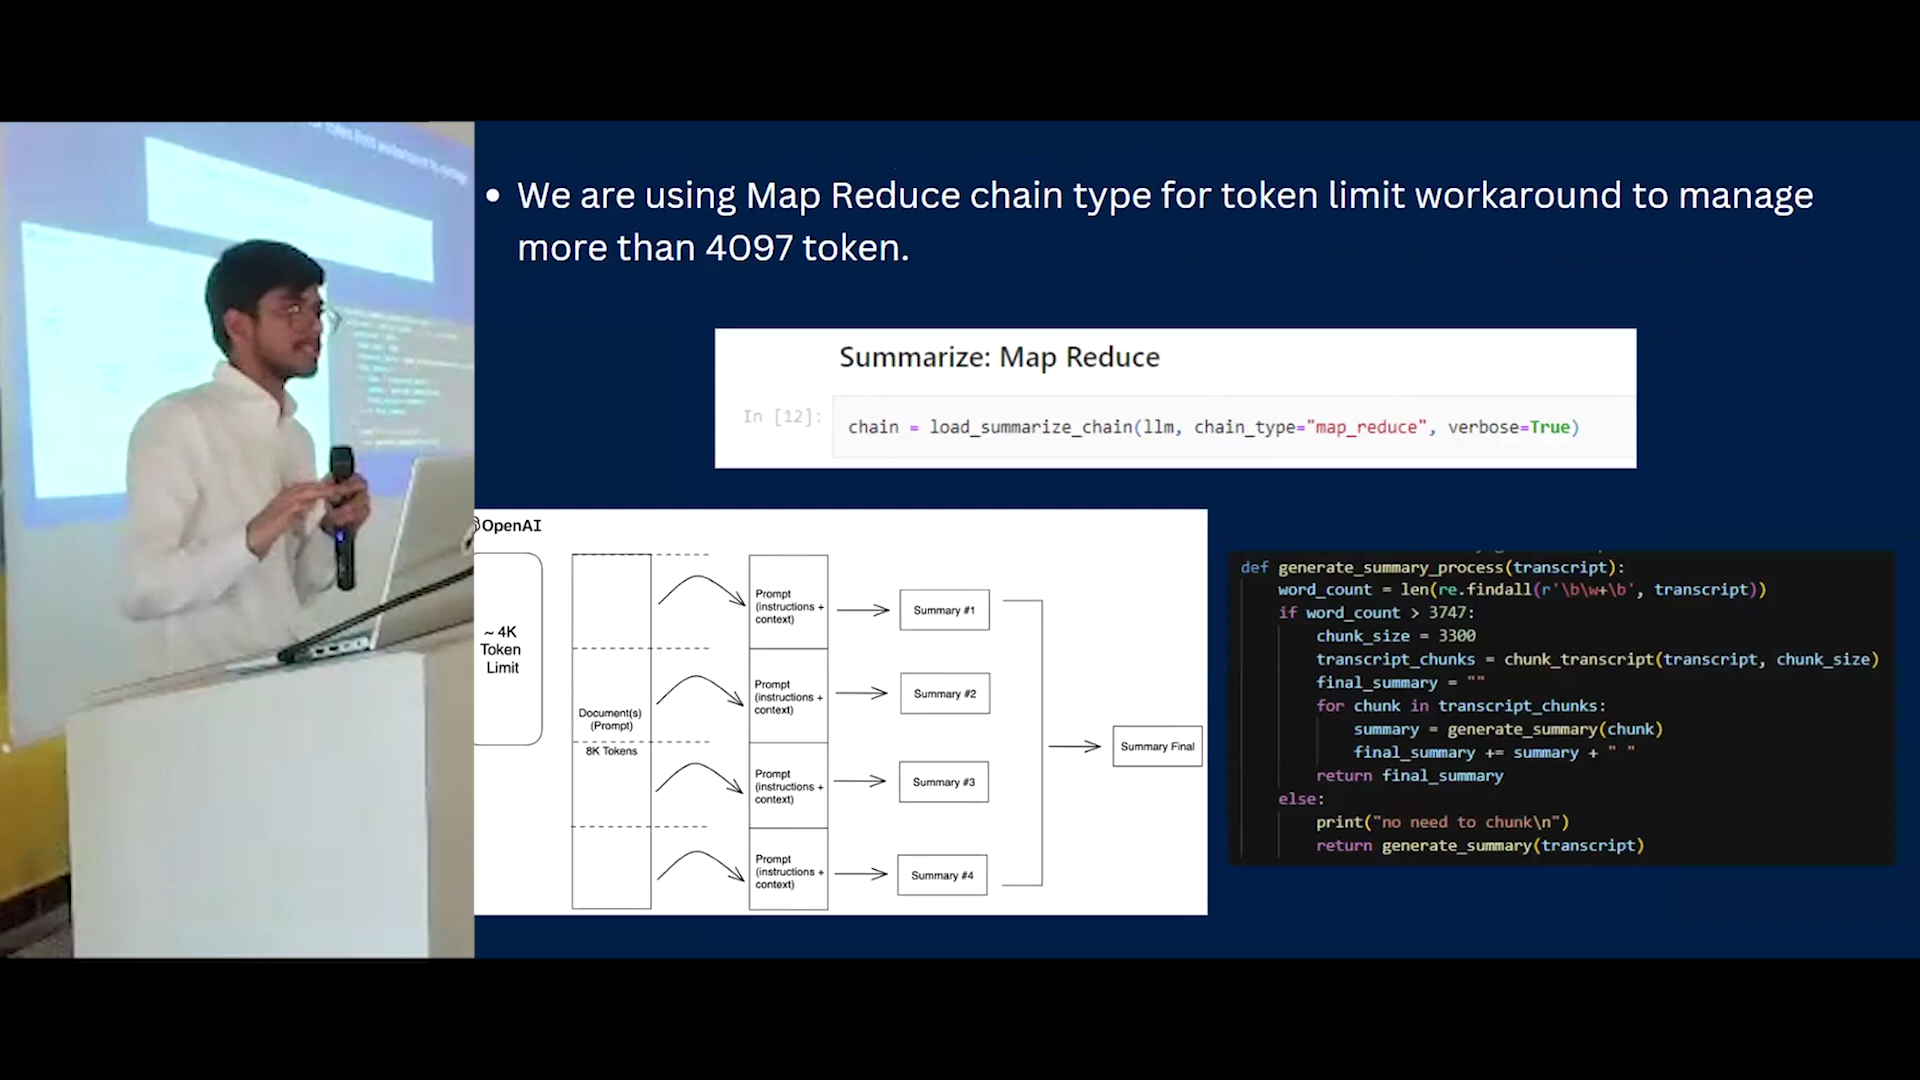 • We are using Map Reduce chain type for token limit workaround to manage
more than 4097 token.
Summarize: Map Reduce
In [12]:
chain = load_summarize_chain(llm, chain_type="map_reduce", verbose=True)
OpenAI
~ 4K
Token
Limit
Document(s)
(Prompt)
8K Tokens
Prompt
(instructions +
context)
Summary #1
Prompt
(instructions +
context)
Summary #2
Prompt
(instructions +
context)
Summary #3
Prompt
(instructions +
context)
Summary #4
Summary Final
def generate_summary_process(transcript):
word_count = len(re.findall(r'\b\w+\b', transcript))
if word_count > 3747:
chunk_size = 3300
transcript_chunks = chunk_transcript(transcript, chunk_size)
final_summary = ""
for chunk in transcript_chunks:
summary = generate_summary(chunk)
final_summary += summary + " "
return final_summary
else:
print("no need to chunk\n")
return generate_summary(transcript)